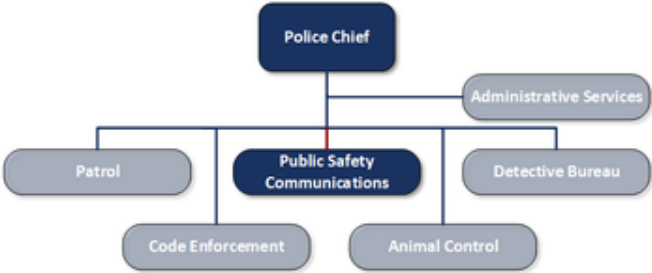 Police Chief
Administrative Services
Patrol
Public Safety
Communications
Detective Bureau
Code Enforcement
Animal Control